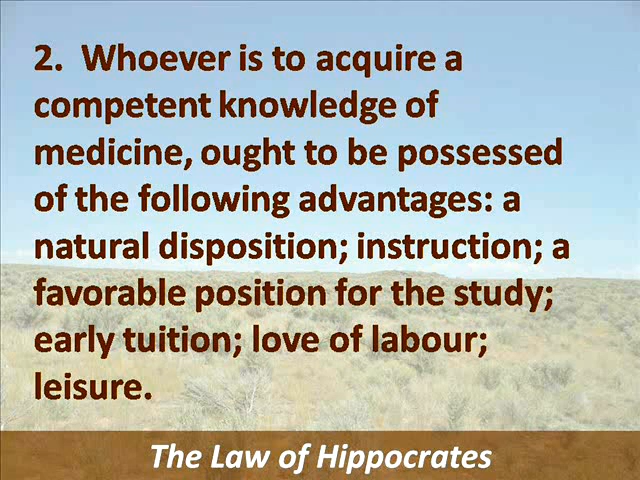 2.  Whoever is to acquire a
competent knowledge of
medicine, ought to be possessed
of the following advantages: a
natural disposition; instruction; a
favorable position for the study;
early tuition; love of labour;
leisure.
The Law of Hippocrates